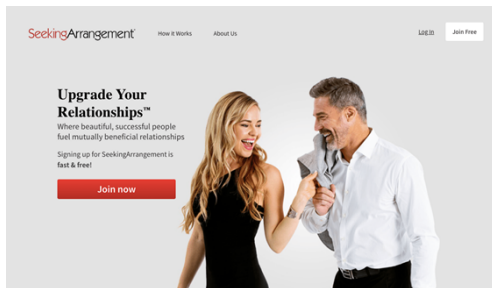 SeekingArrangement®
How it Works
About Us
Log In
Join Free
Upgrade Your
Relationships™
Where beautiful, successful people
fuel mutually beneficial relationships
Signing up for SeekingArrangement is
fast & free!
Join now